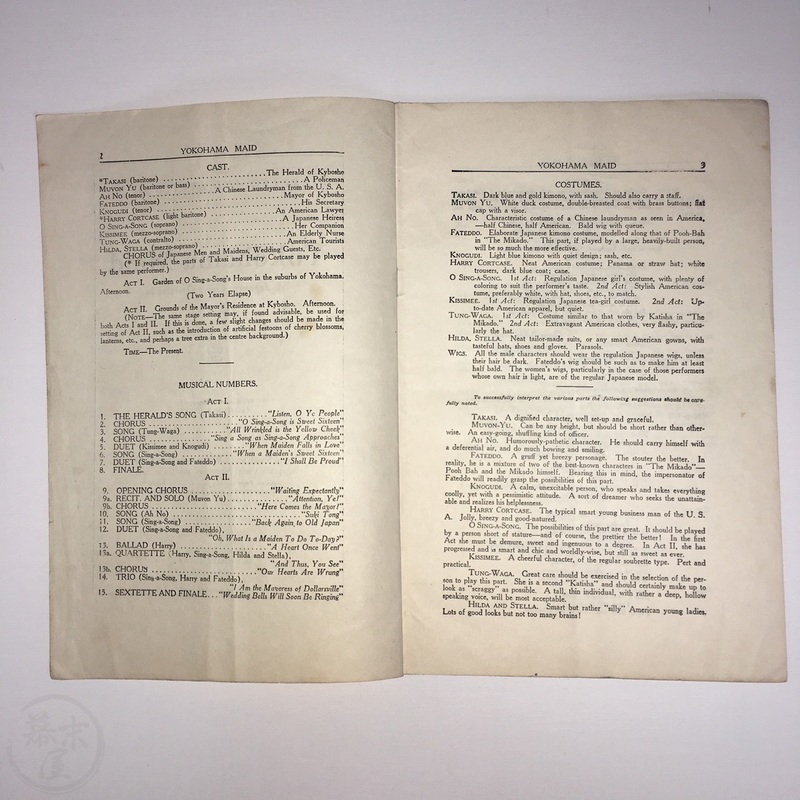 2
YOKOHAMA MAID
CAST.
*TAKASI (baritone) ........................The Herald of Kyboshe
MUVON YU (baritone or bass) ........................A Policeman
AH NO (tenor) ...............A Chinese Laundryman from the U. S. A.
FATEDDO (baritone) ........................Mayor of Kybosho
KNOGUDI (tenor) ........................His Secretary
*HARRY CORTCASE (light baritone) ...............An American Lawyer
O SING-A-SONG (soprano) ...............A Japanese Heiress
KISSIMEE (mezzo-soprano) ...............Her Companion
TUNG-WAGA (contralto) ...............An Elderly Nurse
HILDA, STELLA (mezzo-soprano) ...............American Tourists
CHORUS of Japanese Men and Maidens, Wedding Guests, Etc.
(* If required, the parts of Takasi and Harry Cortcase may be played
by the same performer.)
ACT I. Garden of O Sing-a-Song's House in the suburbs of Yokohama.
Afternoon.
(Two Years Elapse)
ACT II. Grounds of the Mayor's Residence at Kybosho. Afternoon.
(NOTE—The same stage setting may, if found advisable, be used for
both Acts I and II. If this is done, a few slight changes should be made in the
setting of Act II, such as the introduction of artificial festoons of cherry blossoms,
lanterns, etc., and perhaps a tree extra in the centre background.)
TIME—The Present.
MUSICAL NUMBERS.
ACT I.
1. THE HERALD'S SONG (Takasi)..........."Listen, O Ye People"
2. CHORUS ........................"O Sing-a-Song is Sweet Sixteen"
3. SONG (Tung-Waga) ............"All Wrinkled is the Yellow Cheek"
4. CHORUS ..............."Sing a Song as Sing-a-Song Approaches"
5. DUET (Kissimee and Knogudi) ........"When Maiden Falls in Love"
6. SONG (Sing-a-Song) ..............."When a Maiden's Sweet Sixteen"
7. DUET (Sing-a-Song and Fateddo) ..............."I Shall Be Proud"
8. FINALE.
ACT II.
9. OPENING CHORUS ........................"Waiting Expectantly"
9a. RECIT. AND SOLO (Muvon Yu) ..............."Attention, Ye!"
9b. CHORUS ........................"Here Comes the Mayor!"
10. SONG (Ah No) ........................"Suki Tong"
11. SONG (Sing-a-Song) ..............."Back Again to Old Japan"
12. DUET (Sing-a-Song and Fateddo),
"Oh, What Is a Maiden To Do To-Day?"
13. BALLAD (Harry) ........................"A Heart Once Went"
13a. QUARTETTE (Harry, Sing-a-Song, Hilda and Stella),
"And Thus, You See"
13b. CHORUS ........................"Our Hearts Are Wrung"
14. TRIO (Sing-a-Song, Harry and Fateddo),
"I Am the Mayoress of Dollarsville"
15. SEXTETTE AND FINALE..."Wedding Bells Will Soon Be Ringing"
YOKOHAMA MAID
3
COSTUMES.
TAKASI. Dark blue and gold kimono, with sash. Should also carry a staff.
MUVON YU. White duck costume, double-breasted coat with brass buttons; flat
cap with a visor.
AH NO. Characteristic costume of a Chinese laundryman as seen in America,
—half Chinese, half American. Bald wig with queue.
FATEDDO. Elaborate Japanese kimono costume, modelled along that of Pooh-Bah
in "The Mikado." This part, if played by a large, heavily-built person,
will be so much the more effective.
KNOGUDI. Light blue kimono with quiet design; sash, etc.
HARRY CORTCASE. Neat American costume; Panama or straw hat; white
trousers, dark blue coat; cane.
O SING-A-SONG. 1st Act: Regulation Japanese girl's costume, with plenty of
coloring to suit the performer's taste. 2nd Act: Stylish American cos-
tume, preferably white, with hat, shoes, etc., to match.
KISSIMEE. 1st Act: Regulation Japanese tea-girl costume. 2nd Act: Up-
to-date American apparel, but quiet.
TUNG-WAGA. 1st Act: Costume similar to that worn by Katisha in "The
Mikado." 2nd Act: Extravagant American clothes, very flashy, particu-
larly the hat.
HILDA, STELLA. Neat tailor-made suits, or any smart American gowns, with
tasteful hats, shoes and gloves. Parasols.
WIGS. All the male characters should wear the regulation Japanese wigs, unless
their hair be dark. Fateddo's wig should be such as to make him at least
half bald. The women's wigs, particularly in the case of those performers
whose own hair is light, are of the regular Japanese model.
To successfully interpret the various parts the following suggestions should be care-
fully noted.
TAKASI. A dignified character, well set-up and graceful.
MUVON-YU. Can be any height, but should be short rather than other-
wise. An easy-going, shuffling kind of officer.
AH NO. Humorously-pathetic character. He should carry himself with
a deferential air, and do much bowing and smiling.
FATEDDO. A gruff yet breezy personage. The stouter the better. In
reality, he is a mixture of two of the best-known characters in "The Mikado"—
Pooh Bah and the Mikado himself. Bearing this in mind, the impersonator of
Fateddo will readily grasp the possibilities of this part.
KNOGUDI. A calm, unexcitable person, who speaks and takes everything
coolly, yet with a pessimistic attitude. A sort of dreamer who seeks the unattain-
able and realizes his helplessness.
HARRY CORTCASE. The typical smart young business man of the U. S.
A. Jolly, breezy and good-natured.
O SING-A-SONG. The possibilities of this part are great. It should be played
by a person short of stature—and of course, the prettier the better! In the first
Act she must be demure, sweet and ingenuous to a degree. In Act II, she has
progressed and is smart and chic and worldly-wise, but still as sweet as ever.
KISSIMEE. A cheerful character, of the regular soubrette type. Pert and
practical.
TUNG-WAGA. Great care should be exercised in the selection of the per-
son to play this part. She is a second "Katisha" and should certainly make up to
look as "scraggy" as possible. A tall, thin individual, with rather a deep, hollow
speaking voice, will be most acceptable.
HILDA AND STELLA. Smart but rather "silly" American young ladies.
Lots of good looks but not too many brains!
幕末屋